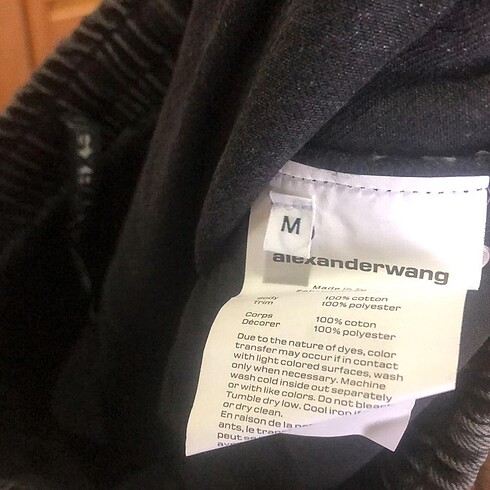 M
alexanderwang
Made in
Body 100% cotton
Trim 100% polyester
Corps 100% coton
Décorer 100% polyester
Due to the nature of dyes, color
transfer may occur if in contact
with light colored surfaces, wash
only when necessary. Machine
wash cold inside out separately
or with like colors. Do not bleac
Tumble dry low. Cool iron if
or dry clean.
En raison de la
ants, le tran
peut se